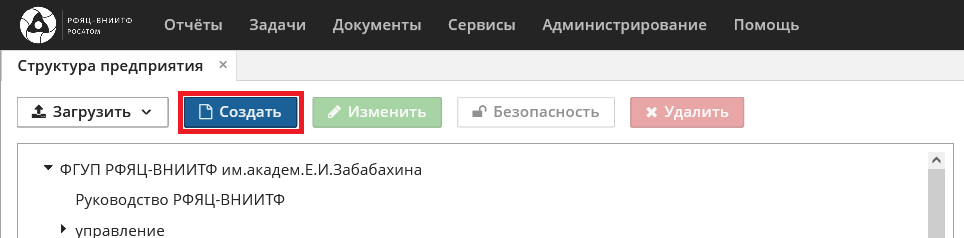 РФЯЦ-ВНИИТФ
РОСАТОМ
Отчёты Задачи Документы Сервисы Администрирование Помощь
Структура предприятия ×
Загрузить Создать Изменить Безопасность Удалить
ФГУП РФЯЦ-ВНИИТФ им.академ.Е.И.Забабахина
Руководство РФЯЦ-ВНИИТФ
управление